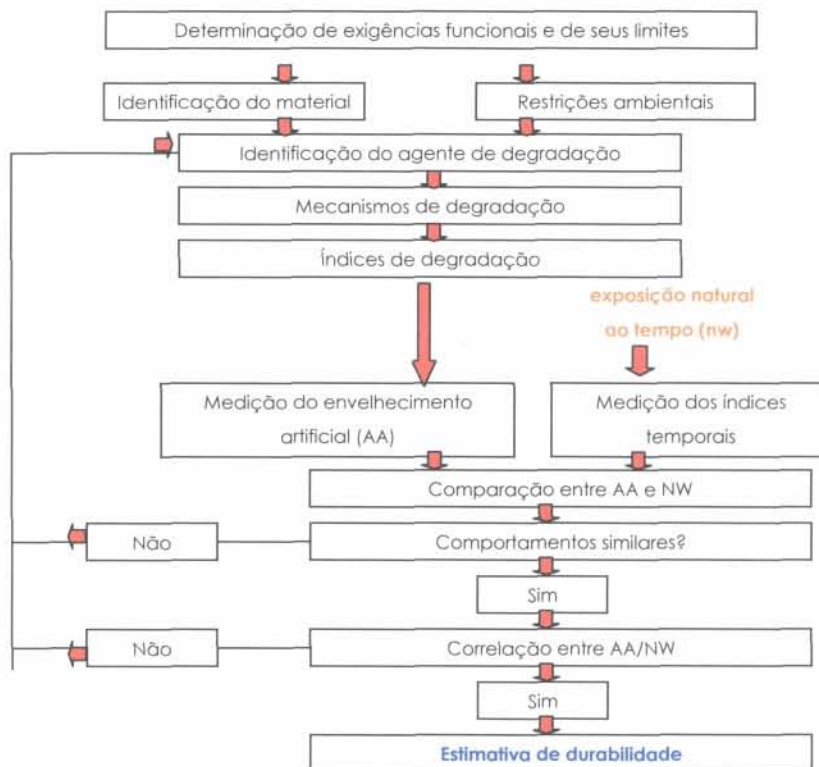 Determinação de exigências funcionais e de seus limites
Identificação do material
Restrições ambientais
Identificação do agente de degradação
Mecanismos de degradação
Índices de degradação
exposição natural
ao tempo (nw)
Medição do envelhecimento
artificial (AA)
Medição dos índices
temporais
Comparação entre AA e NW
Não
Comportamentos similares?
Sim
Não
Correlação entre AA/NW
Sim
Estimativa de durabilidade